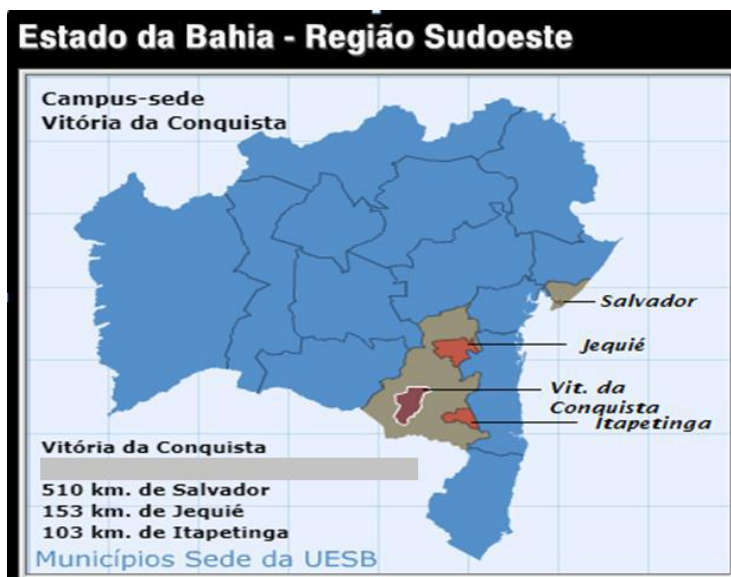 Estado da Bahia - Região Sudoeste
Campus-sede
Vitória da Conquista
Salvador
Jequié
Vit. da
Conquista
Itapetinga
Vitória da Conquista
510 km. de Salvador
153 km. de Jequié
103 km. de Itapetinga
Municípios Sede da UESB